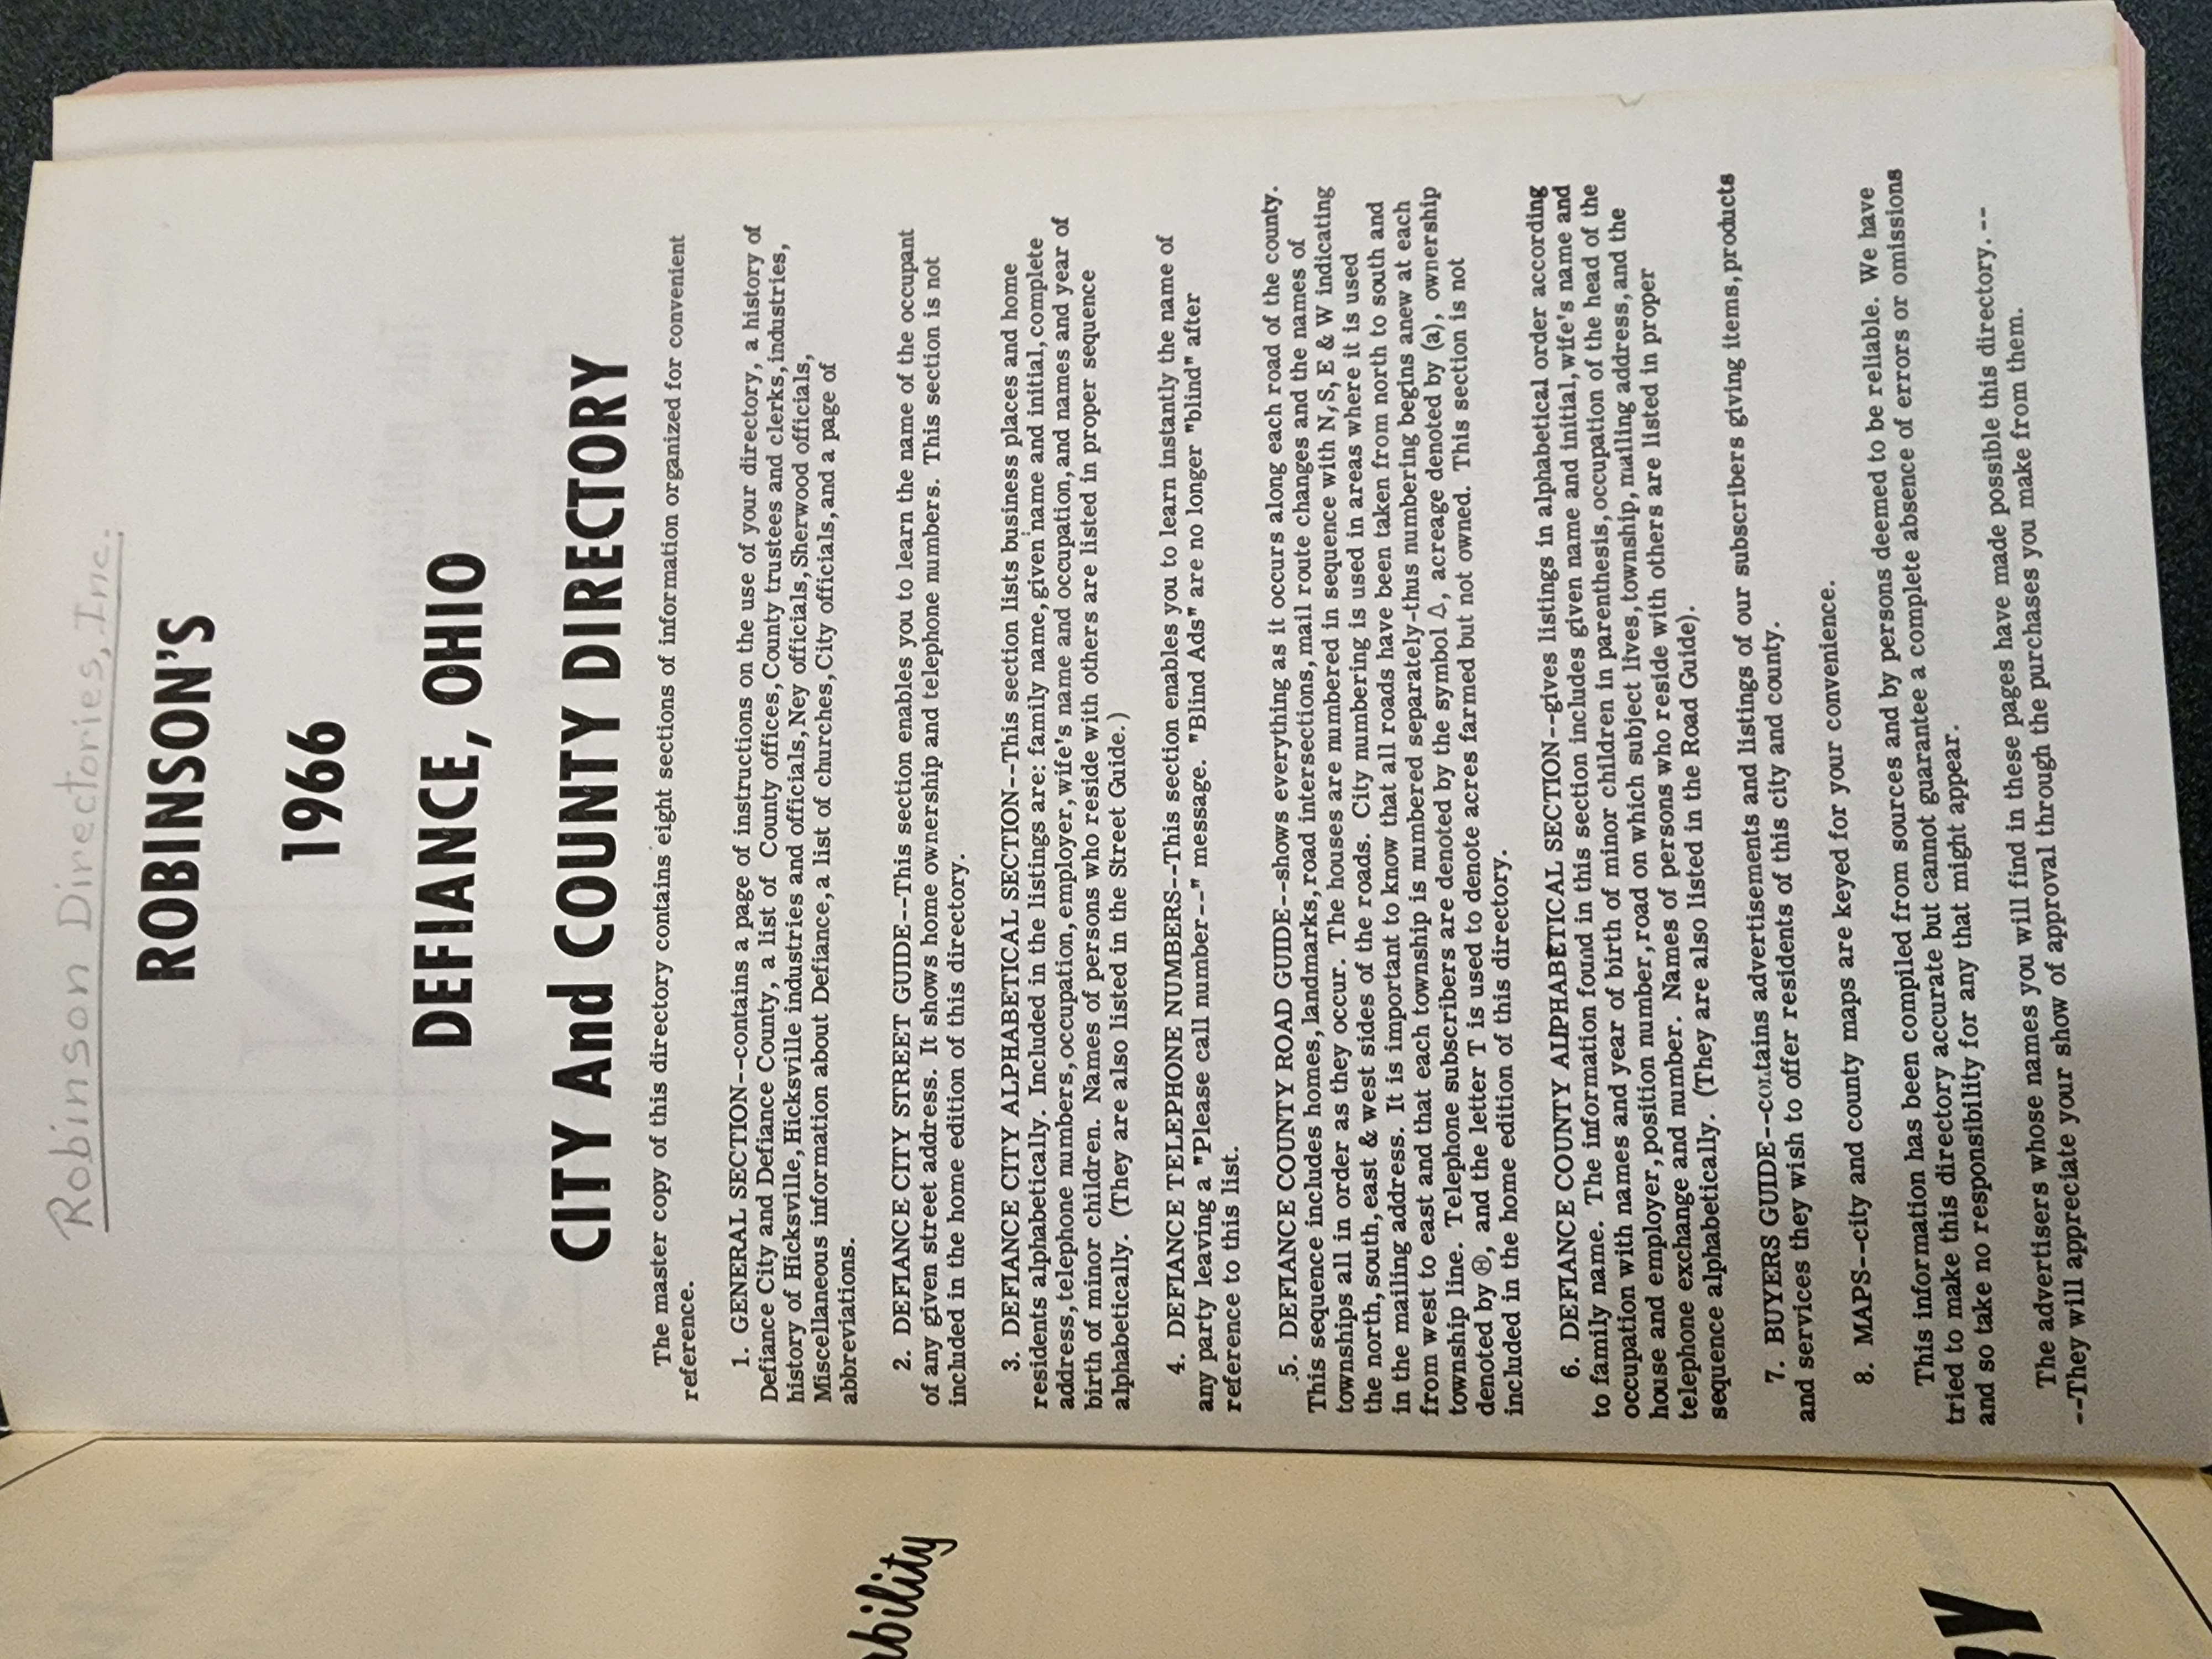 Robinson Directories, Inc.
ROBINSON'S
1966
DEFIANCE, OHIO
CITY And COUNTY DIRECTORY
The master copy of this directory contains eight sections of information organized for convenient
reference.
1. GENERAL SECTION--contains a page of instructions on the use of your directory, a history of
Defiance City and Defiance County, a list of County offices, County trustees and clerks, industries,
history of Hicksville, Hicksville industries and officials, Ney officials, Sherwood officials,
Miscellaneous information about Defiance, a list of churches, City officials, and a page of
abbreviations.
2. DEFIANCE CITY STREET GUIDE--This section enables you to learn the name of the occupant
of any given street address. It shows home ownership and telephone numbers. This section is not
included in the home edition of this directory.
3. DEFIANCE CITY ALPHABETICAL SECTION--This section lists business places and home
residents alphabetically. Included in the listings are: family name, given name and initial, complete
address, telephone numbers, occupation, employer, wife's name and occupation, and names and year of
birth of minor children. Names of persons who reside with others are listed in proper sequence
alphabetically. (They are also listed in the Street Guide.)
4. DEFIANCE TELEPHONE NUMBERS--This section enables you to learn instantly the name of
any party leaving a "Please call number--" message. "Blind Ads" are no longer "blind" after
reference to this list.
5. DEFIANCE COUNTY ROAD GUIDE--shows everything as it occurs along each road of the county.
This sequence includes homes, landmarks, road intersections, mail route changes and the names of
townships all in order as they occur. The houses are numbered in sequence with N, S, E & W indicating
the north, south, east & west sides of the roads. City numbering is used in areas where it is used
in the mailing address. It is important to know that all roads have been taken from north to south and
from west to east and that each township is numbered separately-thus numbering begins anew at each
township line. Telephone subscribers are denoted by the symbol Δ, acreage denoted by (a), ownership
denoted by Ⓗ, and the letter T is used to denote acres farmed but not owned. This section is not
included in the home edition of this directory.
6. DEFIANCE COUNTY ALPHABETICAL SECTION--gives listings in alphabetical order according
to family name. The information found in this section includes given name and initial, wife's name and
occupation with names and year of birth of minor children in parenthesis, occupation of the head of the
house and employer, position number, road on which subject lives, township, mailing address, and the
telephone exchange and number. Names of persons who reside with others are listed in proper
sequence alphabetically. (They are also listed in the Road Guide).
7. BUYERS GUIDE--contains advertisements and listings of our subscribers giving items, products
and services they wish to offer residents of this city and county.
8. MAPS--city and county maps are keyed for your convenience.
This information has been compiled from sources and by persons deemed to be reliable. We have
tried to make this directory accurate but cannot guarantee a complete absence of errors or omissions
and so take no responsibility for any that might appear.
The advertisers whose names you will find in these pages have made possible this directory. --
--They will appreciate your show of approval through the purchases you make from them.